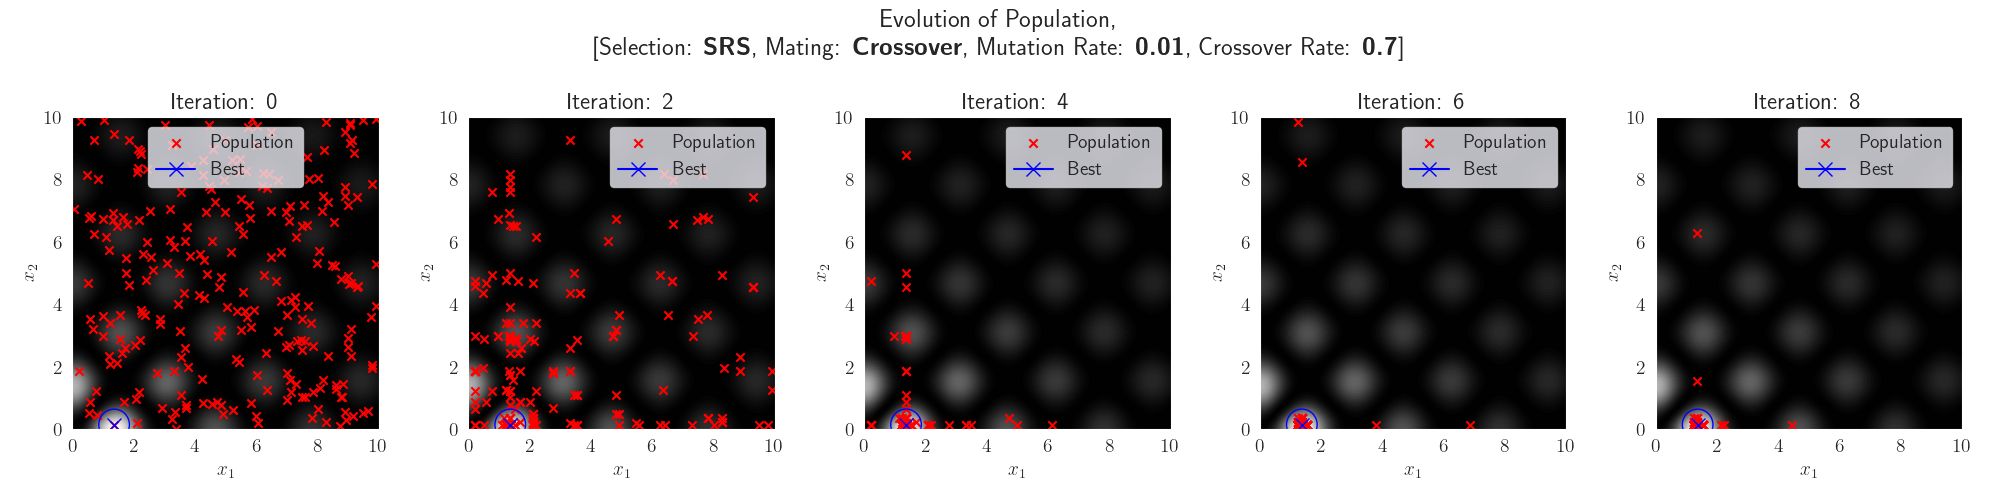 Evolution of Population,
[Selection: SRS, Mating: Crossover, Mutation Rate: 0.01, Crossover Rate: 0.7]
Iteration: 0
10
8
6
4
2
0
x2
Population
Best
0 2 4 6 8 10
x1
Iteration: 2
10
8
6
4
2
0
x2
Population
Best
0 2 4 6 8 10
x1
Iteration: 4
10
8
6
4
2
0
x2
Population
Best
0 2 4 6 8 10
x1
Iteration: 6
10
8
6
4
2
0
x2
Population
Best
0 2 4 6 8 10
x1
Iteration: 8
10
8
6
4
2
0
x2
Population
Best
0 2 4 6 8 10
x1